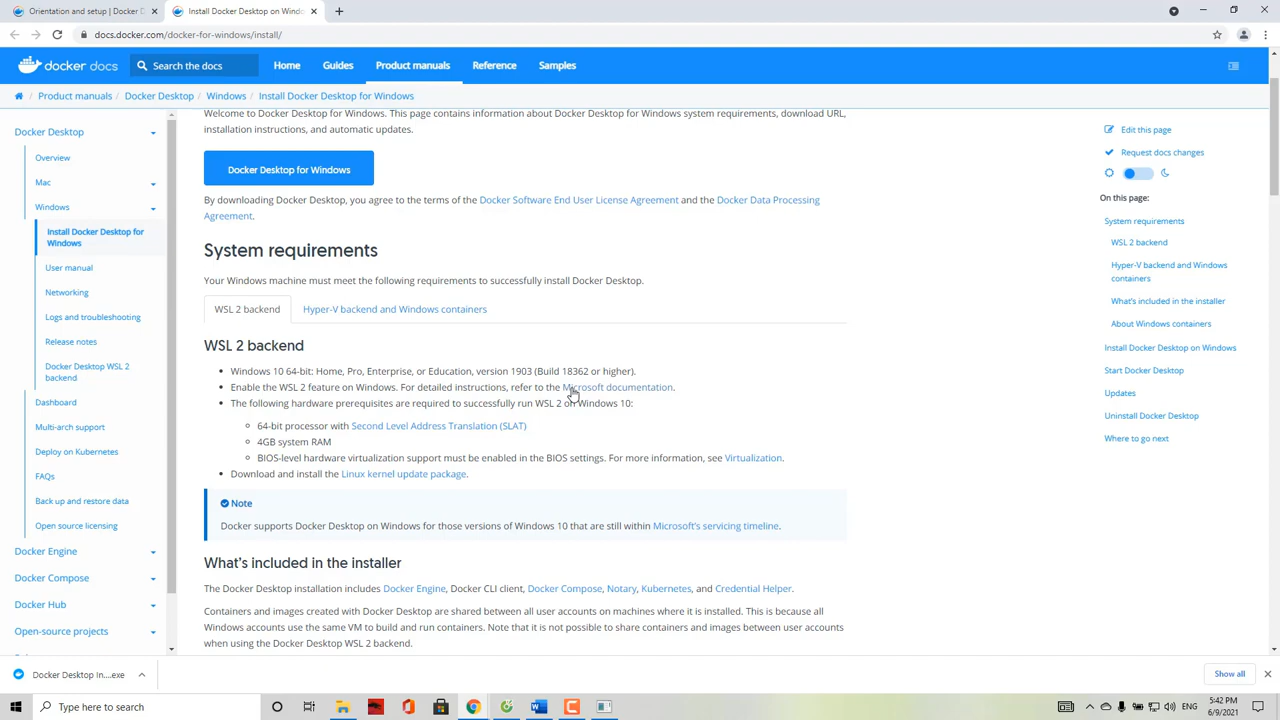 Orientation and setup | Docker D
Install Docker Desktop on Windo
docs.docker.com/docker-for-windows/install/
docker docs
Search the docs
Home
Guides
Product manuals
Reference
Samples
/ Product manuals / Docker Desktop / Windows / Install Docker Desktop for Windows
Docker Desktop
Overview
Mac
Windows
Install Docker Desktop for
Windows
User manual
Networking
Logs and troubleshooting
Release notes
Docker Desktop WSL 2
backend
Dashboard
Multi-arch support
Deploy on Kubernetes
FAQs
Back up and restore data
Open source licensing
Docker Engine
Docker Compose
Docker Hub
Open-source projects
Welcome to Docker Desktop for Windows. This page contains information about Docker Desktop for Windows system requirements, download URL,
installation instructions, and automatic updates.
Docker Desktop for Windows
By downloading Docker Desktop, you agree to the terms of the Docker Software End User License Agreement and the Docker Data Processing
Agreement.
System requirements
Your Windows machine must meet the following requirements to successfully install Docker Desktop.
WSL 2 backend
Hyper-V backend and Windows containers
WSL 2 backend
• Windows 10 64-bit: Home, Pro, Enterprise, or Education, version 1903 (Build 18362 or higher).
• Enable the WSL 2 feature on Windows. For detailed instructions, refer to the Microsoft documentation.
• The following hardware prerequisites are required to successfully run WSL 2 on Windows 10:
64-bit processor with Second Level Address Translation (SLAT)
4GB system RAM
BIOS-level hardware virtualization support must be enabled in the BIOS settings. For more information, see Virtualization.
• Download and install the Linux kernel update package.
Note
Docker supports Docker Desktop on Windows for those versions of Windows 10 that are still within Microsoft's servicing timeline.
What's included in the installer
The Docker Desktop installation includes Docker Engine, Docker CLI client, Docker Compose, Notary, Kubernetes, and Credential Helper.
Containers and images created with Docker Desktop are shared between all user accounts on machines where it is installed. This is because all
Windows accounts use the same VM to build and run containers. Note that it is not possible to share containers and images between user accounts
when using the Docker Desktop WSL 2 backend.
Edit this page
Request docs changes
On this page:
System requirements
WSL 2 backend
Hyper-V backend and Windows
containers
What's included in the installer
About Windows containers
Install Docker Desktop on Windows
Start Docker Desktop
Updates
Uninstall Docker Desktop
Where to go next
Docker Desktop In....exe
Show all
Type here to search
ENG
5:42 PM
6/9/2021